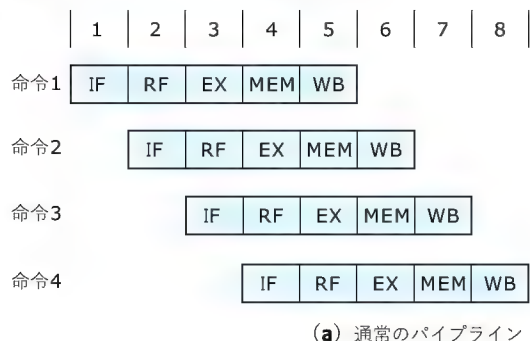 1 2 3 4 5 6 7 8
命令1 IF RF EX MEM WB
命令2 IF RF EX MEM WB
命令3 IF RF EX MEM WB
命令4 IF RF EX MEM WB
(a) 通常のパイプライン